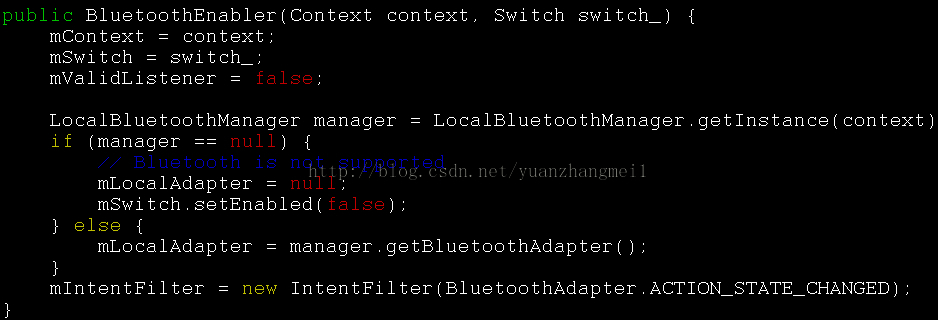 public BluetoothEnabler(Context context, Switch switch_) {
    mContext = context;
    mSwitch = switch_;
    mValidListener = false;

    LocalBluetoothManager manager = LocalBluetoothManager.getInstance(context)
    if (manager == null) {
        // Bluetooth is not supported
http://blog.csdn.net/yuanzhangmei1
        mLocalAdapter = null;
        mSwitch.setEnabled(false);
    } else {
        mLocalAdapter = manager.getBluetoothAdapter();
    }
    mIntentFilter = new IntentFilter(BluetoothAdapter.ACTION_STATE_CHANGED);
}